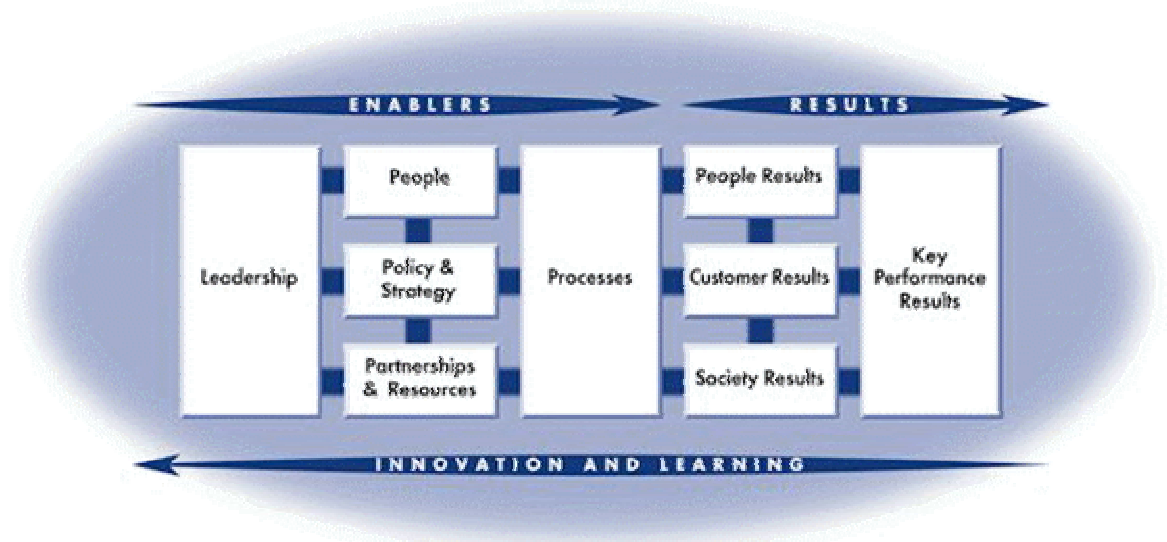 ENABLERS
RESULTS
Leadership
People
Policy &
Strategy
Partnerships
& Resources
Processes
People Results
Customer Results
Society Results
Key
Performance
Results
INNOVATION AND LEARNING